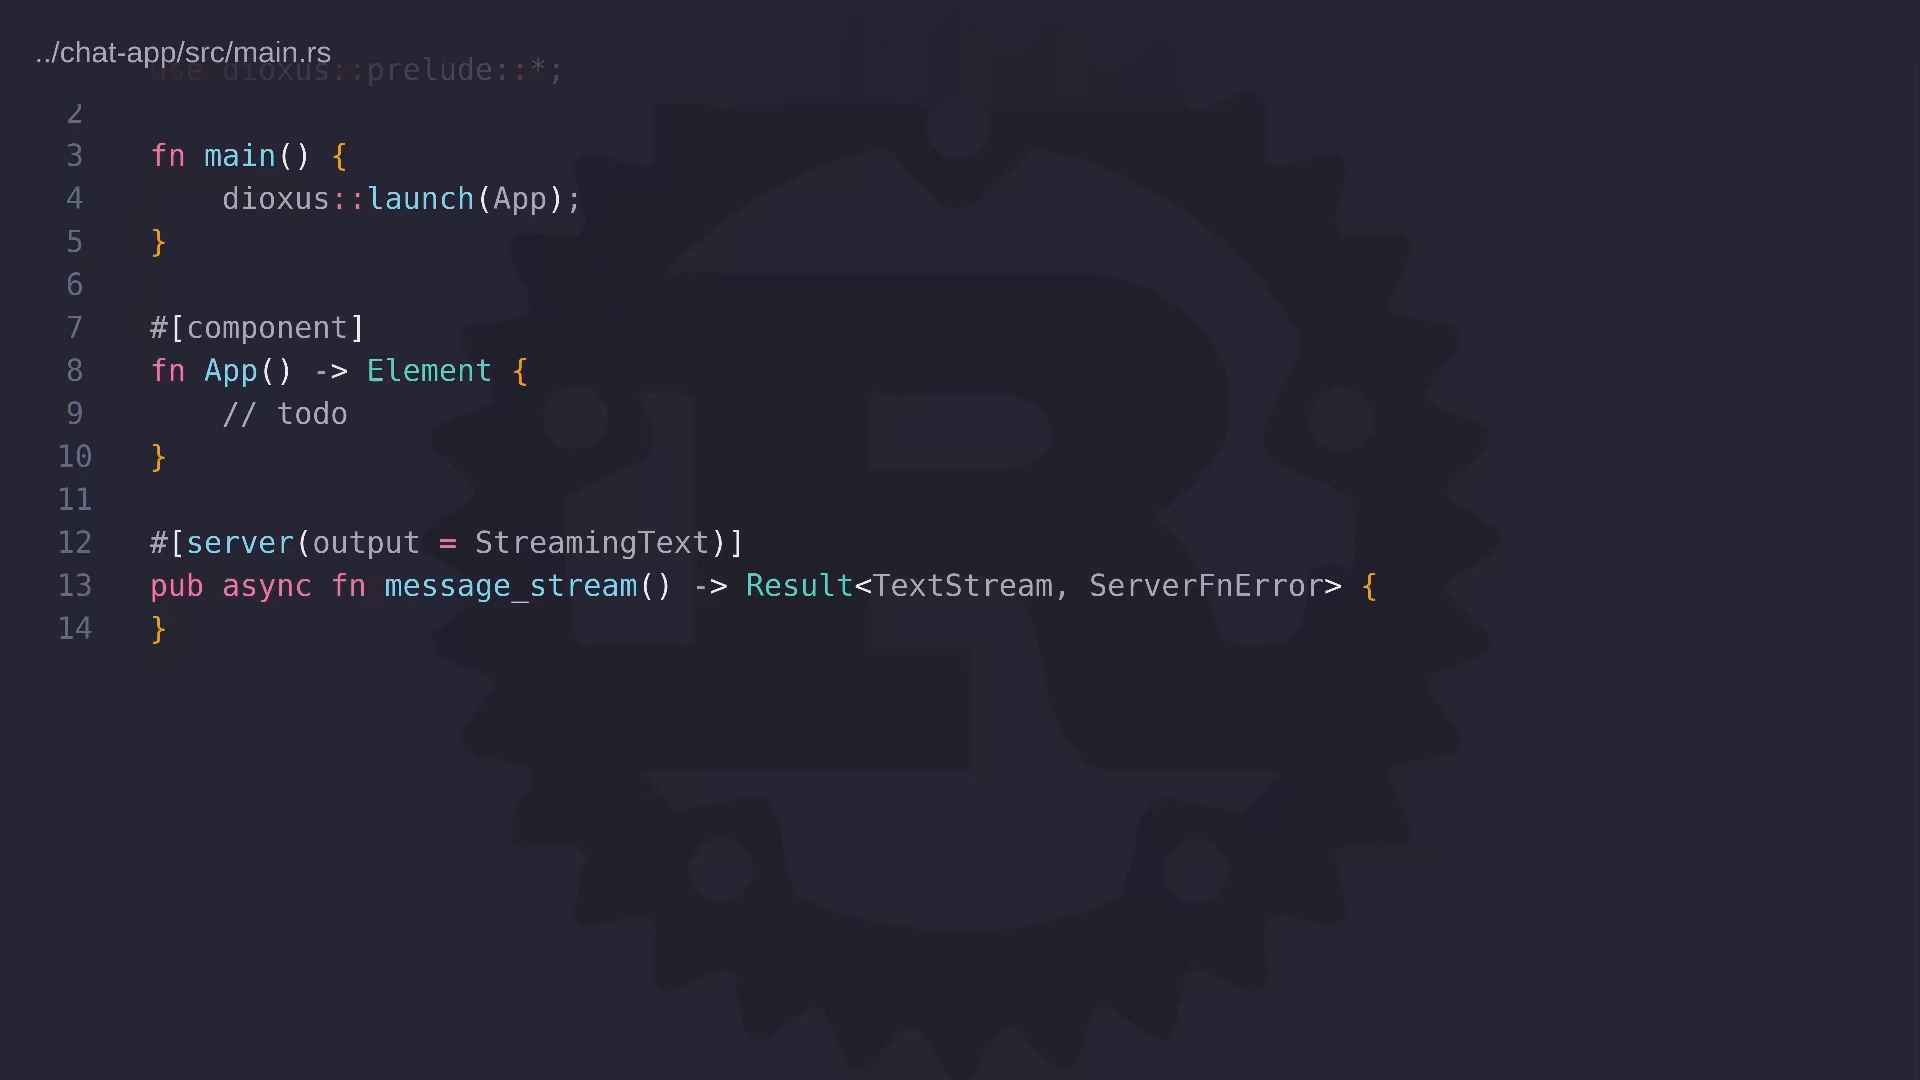 ../chat-app/src/main.rs
use dioxus::prelude::*;
2
3 fn main() {
4     dioxus::launch(App);
5 }
6
7 #[component]
8 fn App() -> Element {
9     // todo
10 }
11
12 #[server(output = StreamingText)]
13 pub async fn message_stream() -> Result<TextStream, ServerFnError> {
14 }